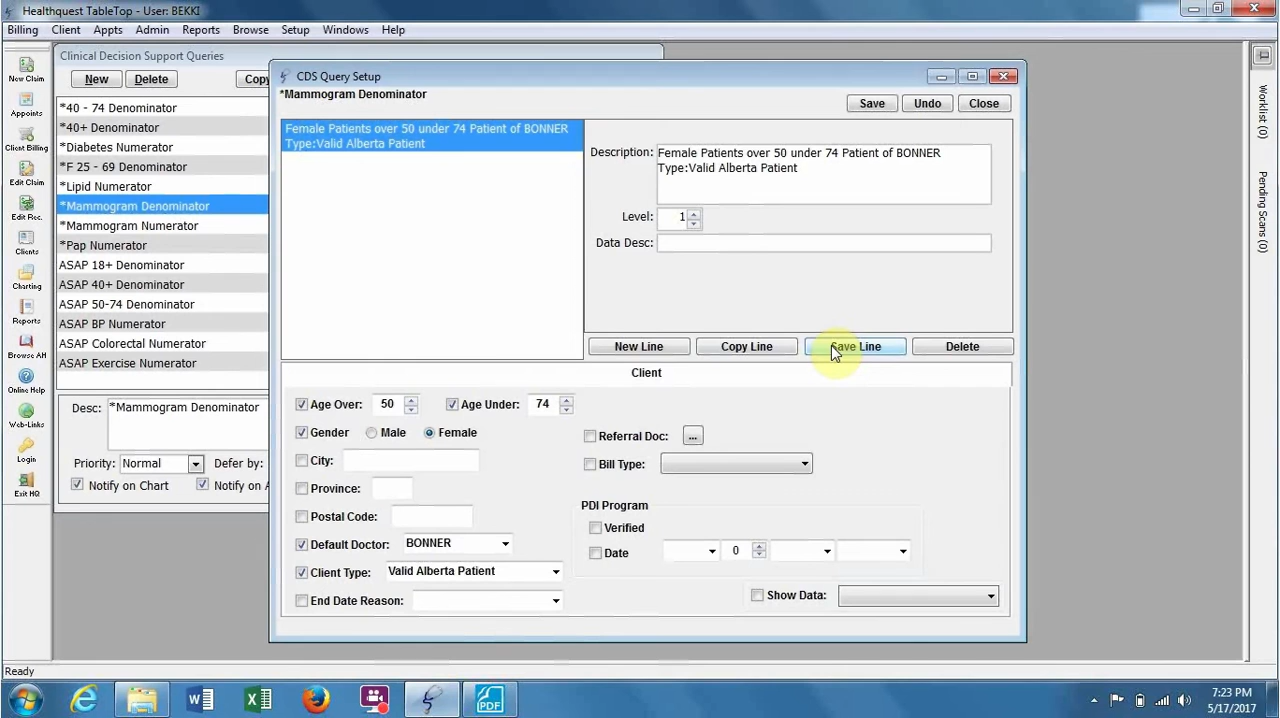 Healthquest TableTop - User: BEKKI
Billing Client Appts Admin Reports Browse Setup Windows Help
New Claim
Appoints
Client Billing
Edit Claim
Edit Rec.
Clients
Charting
Reports
Browse AH
Online Help
Web-Links
Login
Exit HQ
Clinical Decision Support Queries
New Delete Copy
*40 - 74 Denominator
*40+ Denominator
*Diabetes Numerator
*F 25 - 69 Denominator
*Lipid Numerator
*Mammogram Denominator
*Mammogram Numerator
*Pap Numerator
ASAP 18+ Denominator
ASAP 40+ Denominator
ASAP 50-74 Denominator
ASAP BP Numerator
ASAP Colorectal Numerator
ASAP Exercise Numerator
Desc: *Mammogram Denominator
Priority: Normal Defer by:
Notify on Chart Notify on A
CDS Query Setup
*Mammogram Denominator
Save Undo Close
Female Patients over 50 under 74 Patient of BONNER
Type:Valid Alberta Patient
Description: Female Patients over 50 under 74 Patient of BONNER
Type:Valid Alberta Patient
Level: 1
Data Desc:
New Line Copy Line Save Line Delete
Client
Age Over: 50 Age Under: 74
Gender Male Female
City:
Province:
Postal Code:
Default Doctor: BONNER
Client Type: Valid Alberta Patient
End Date Reason:
Referral Doc: ...
Bill Type:
PDI Program
Verified
Date 0
Show Data:
Worklist (0)
Pending Scans (0)
Ready
PDF
7:23 PM
5/17/2017